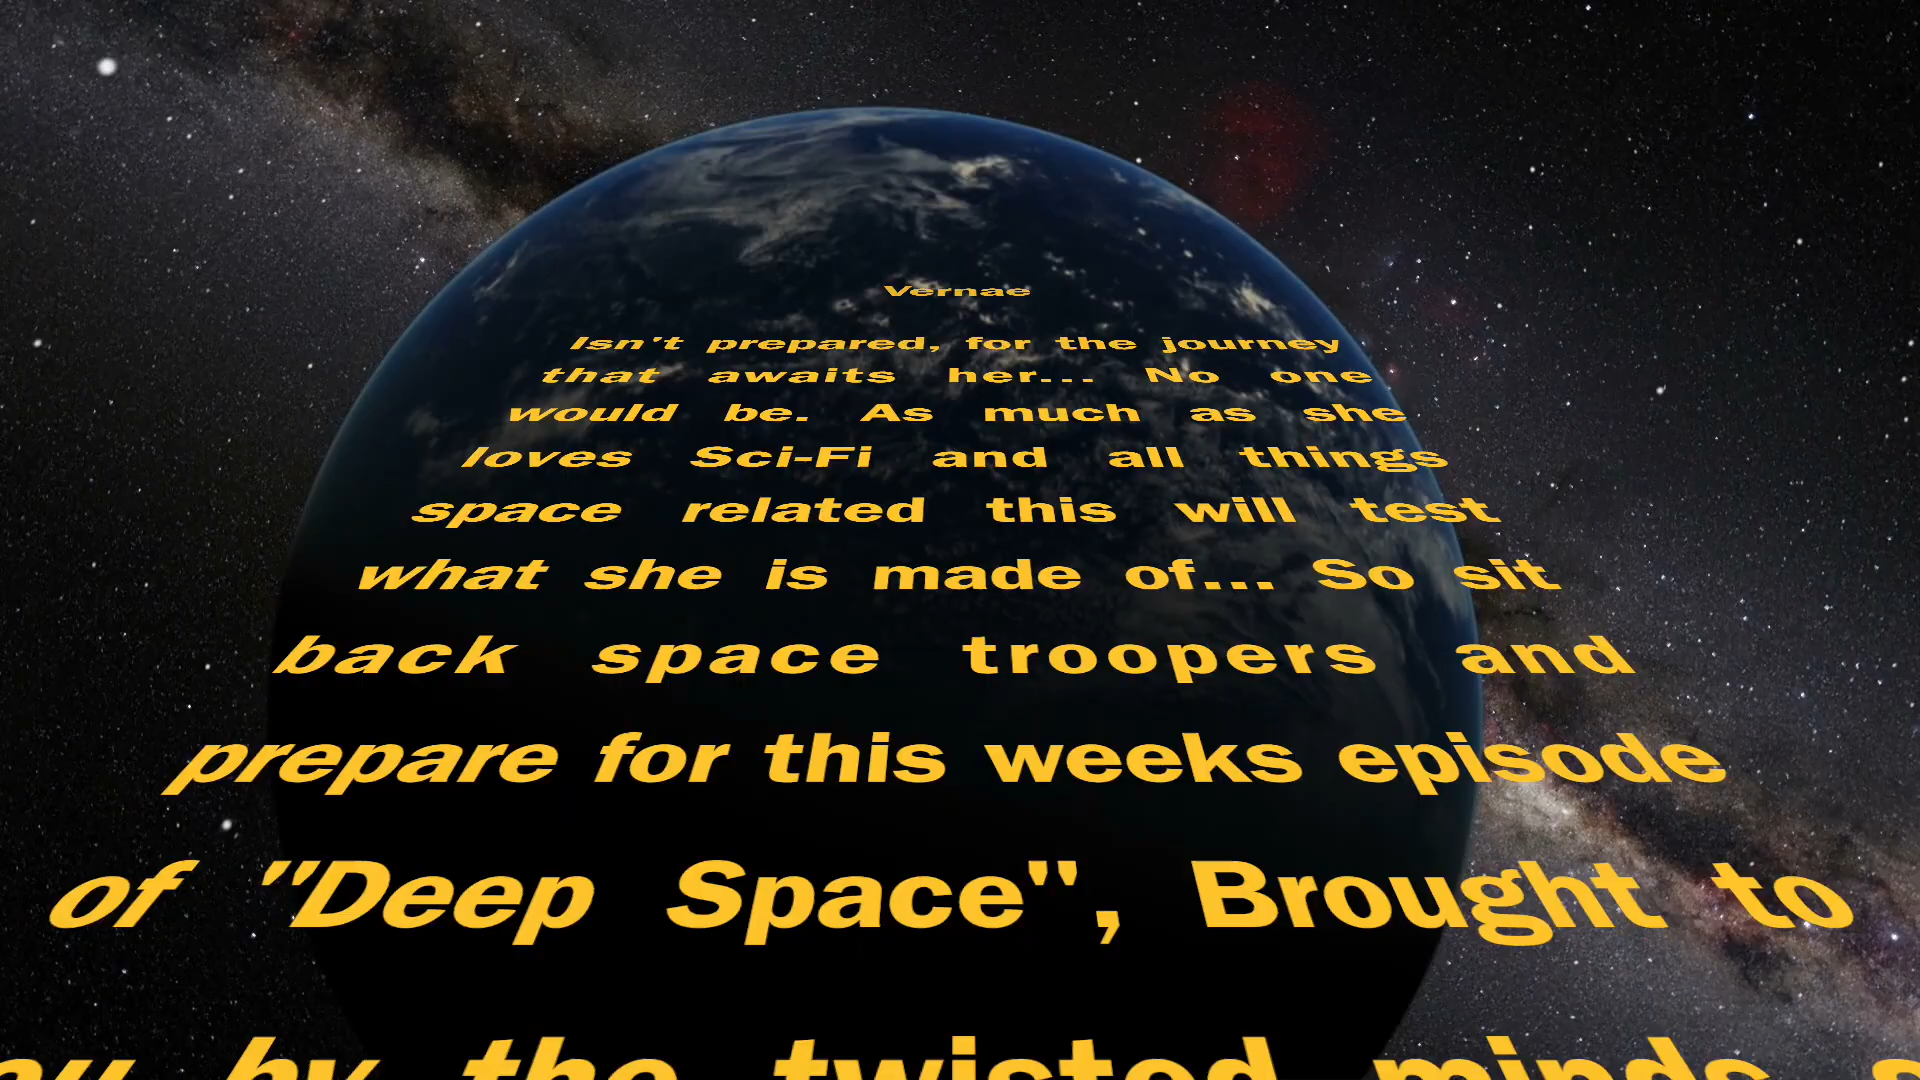 Vernae
Isn't prepared, for the journey
that awaits her... No one
would be. As much as she
loves Sci-Fi and all things
space related this will test
what she is made of... So sit
back space troopers and
prepare for this weeks episode
of "Deep Space", Brought to
by the twisted minds